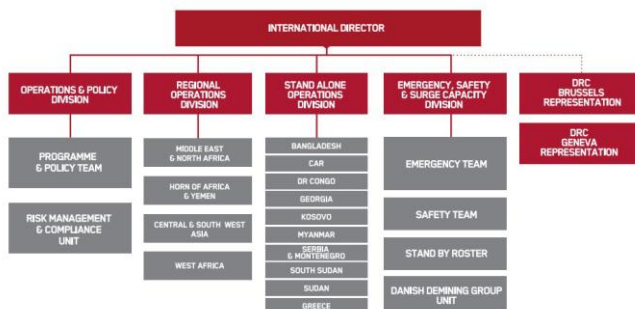 INTERNATIONAL DIRECTOR
OPERATIONS & POLICY
DIVISION
REGIONAL
OPERATIONS
DIVISION
STAND ALONE
OPERATIONS
DIVISION
EMERGENCY, SAFETY
& SURGE CAPACITY
DIVISION
DRC
BRUSSELS
REPRESENTATION
DRC
GENEVA
REPRESENTATION
PROGRAMME
& POLICY TEAM
RISK MANAGEMENT
& COMPLIANCE
UNIT
MIDDLE EAST
& NORTH AFRICA
HORN OF AFRICA
& YEMEN
CENTRAL & SOUTH WEST
ASIA
WEST AFRICA
BANGLADESH
CAR
DR CONGO
GEORGIA
KOSOVO
MYANMAR
SERBIA
& MONTENEGRO
SOUTH SUDAN
SUDAN
GREECE
EMERGENCY TEAM
SAFETY TEAM
STAND BY ROSTER
DANISH DEMINING GROUP
UNIT